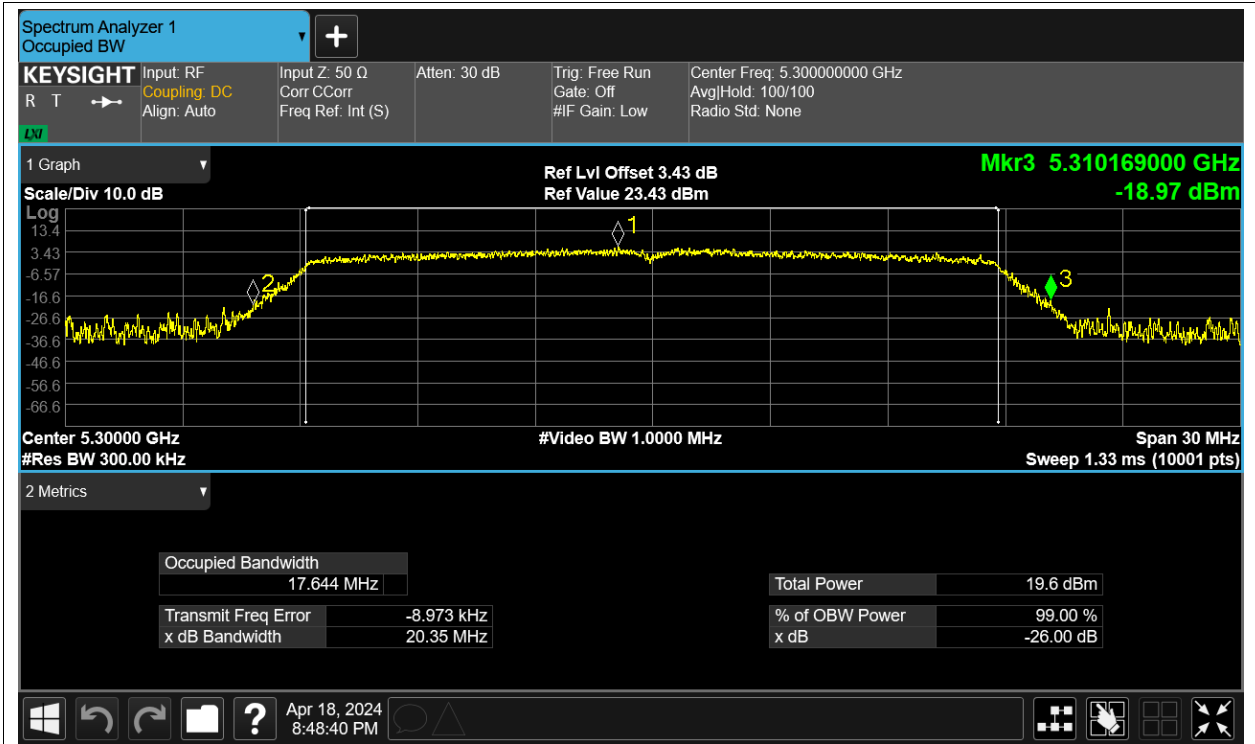 Spectrum Analyzer 1
Occupied BW
KEYSIGHT
R T
LXI
Input: RF
Coupling: DC
Align: Auto
Input Z: 50 Ω
Corr CCorr
Freq Ref: Int (S)
Atten: 30 dB
Trig: Free Run
Gate: Off
#IF Gain: Low
Center Freq: 5.300000000 GHz
Avg|Hold: 100/100
Radio Std: None
1 Graph
Scale/Div 10.0 dB
Ref Lvl Offset 3.43 dB
Ref Value 23.43 dBm
Mkr3 5.310169000 GHz
-18.97 dBm
Log
13.4
3.43
-6.57
-16.6
-26.6
-36.6
-46.6
-56.6
-66.6
1
2
3
Center 5.30000 GHz
#Res BW 300.00 kHz
#Video BW 1.0000 MHz
Span 30 MHz
Sweep 1.33 ms (10001 pts)
2 Metrics
Occupied Bandwidth
17.644 MHz
Transmit Freq Error -8.973 kHz
x dB Bandwidth 20.35 MHz
Total Power 19.6 dBm
% of OBW Power 99.00 %
x dB -26.00 dB
?
Apr 18, 2024
8:48:40 PM